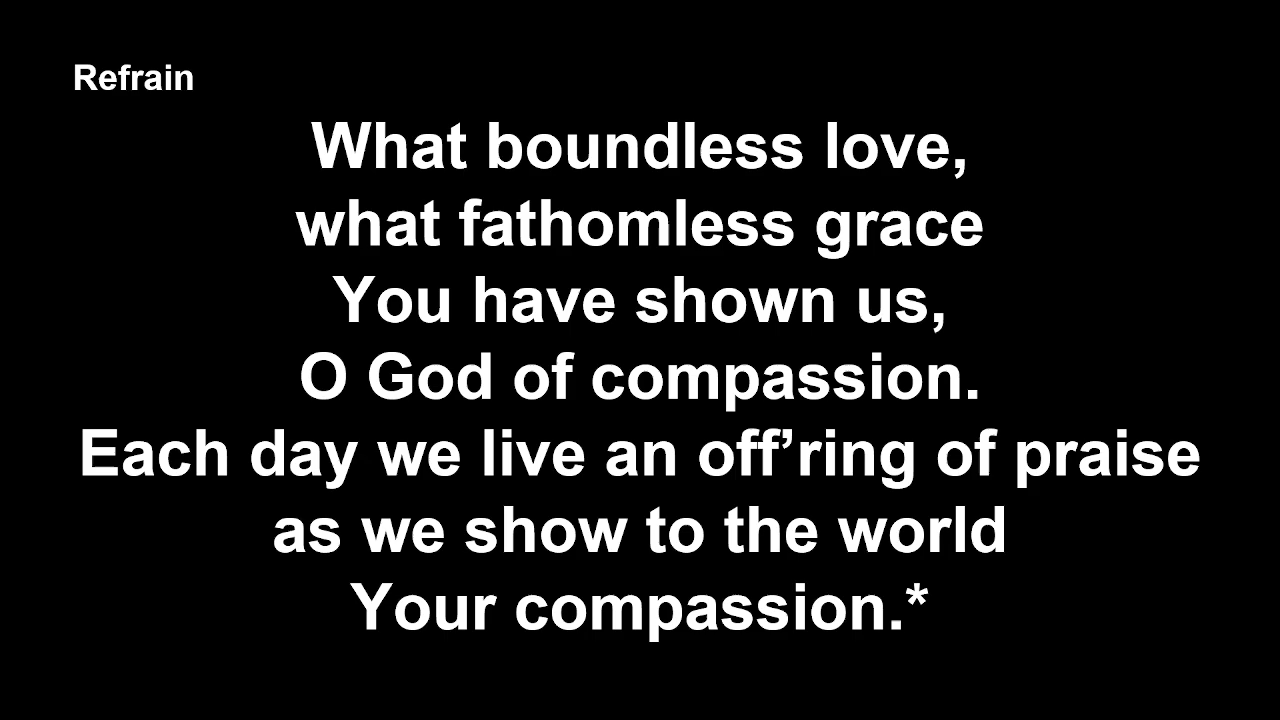 Refrain
What boundless love,
what fathomless grace
You have shown us,
O God of compassion.
Each day we live an off’ring of praise
as we show to the world
Your compassion.*